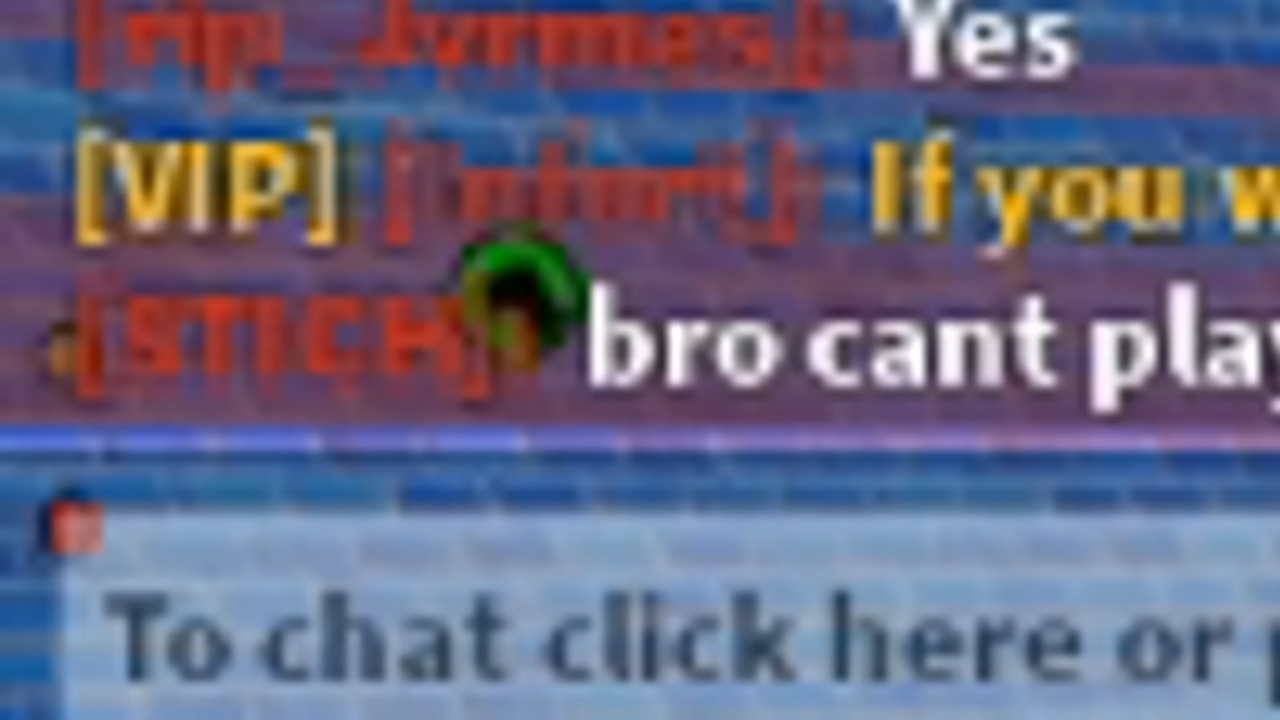 Yes
[VIP] If you
[STICH] bro cant play
To chat click here or